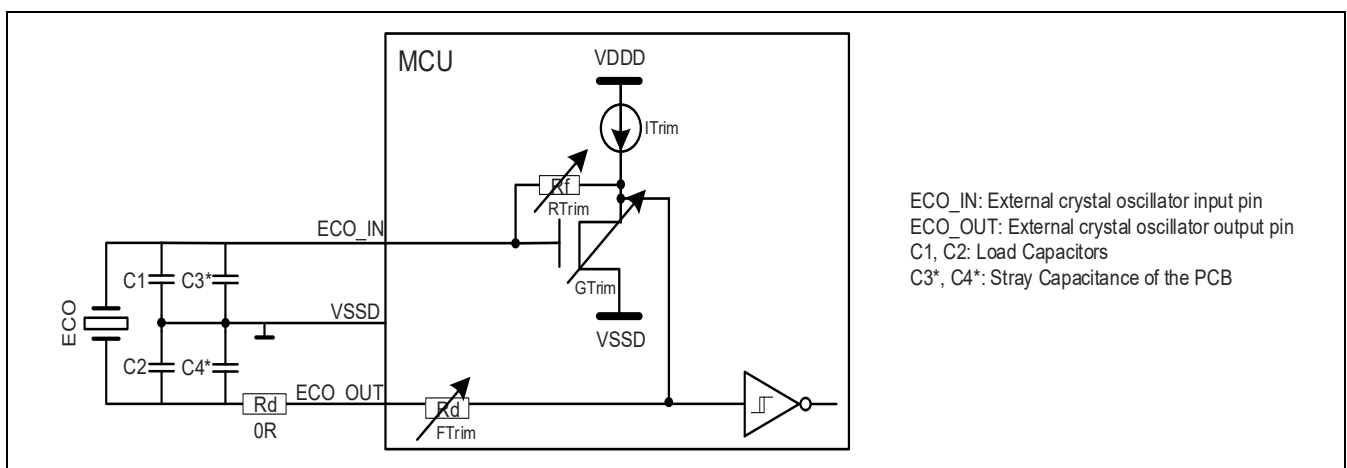 MCU
VDDD
ITrim
Rf
RTrim
ECO_IN
GTrim
C1
C3*
VSSD
VSSD
ECO
C2
C4*
ECO_OUT
Rd
0R
Rd
FTrim
ECO_IN: External crystal oscillator input pin
ECO_OUT: External crystal oscillator output pin
C1, C2: Load Capacitors
C3*, C4*: Stray Capacitance of the PCB